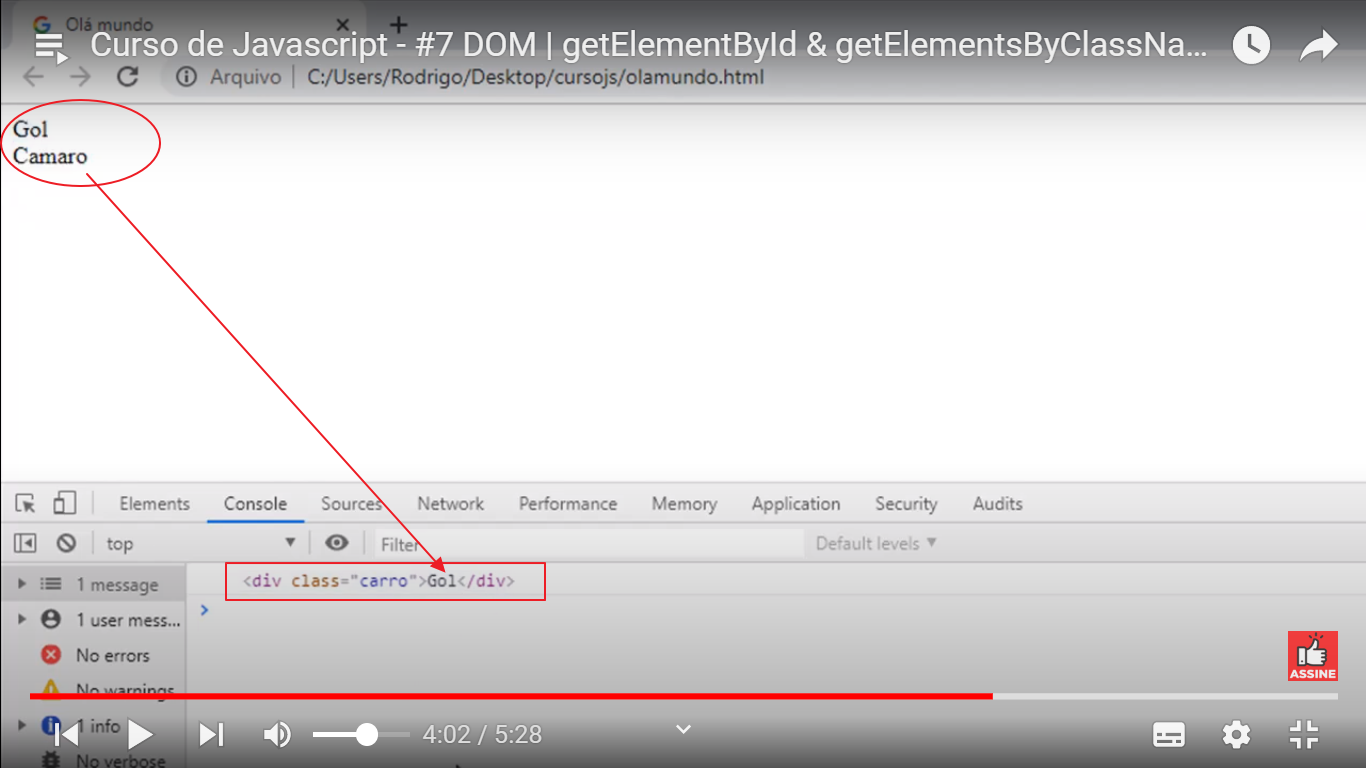 Olá mundo
Curso de Javascript - #7 DOM | getElementById & getElementsByClassNa...
Arquivo | C:/Users/Rodrigo/Desktop/cursojs/olamundo.html
Gol
Camaro
Elements Console Sources Network Performance Memory Application Security Audits
top Filter Default levels ▼
1 message <div class="carro">Gol</div>
1 user mess... >
No errors
No warnings
1 info
No verbose
ASSINE
4:02 / 5:28